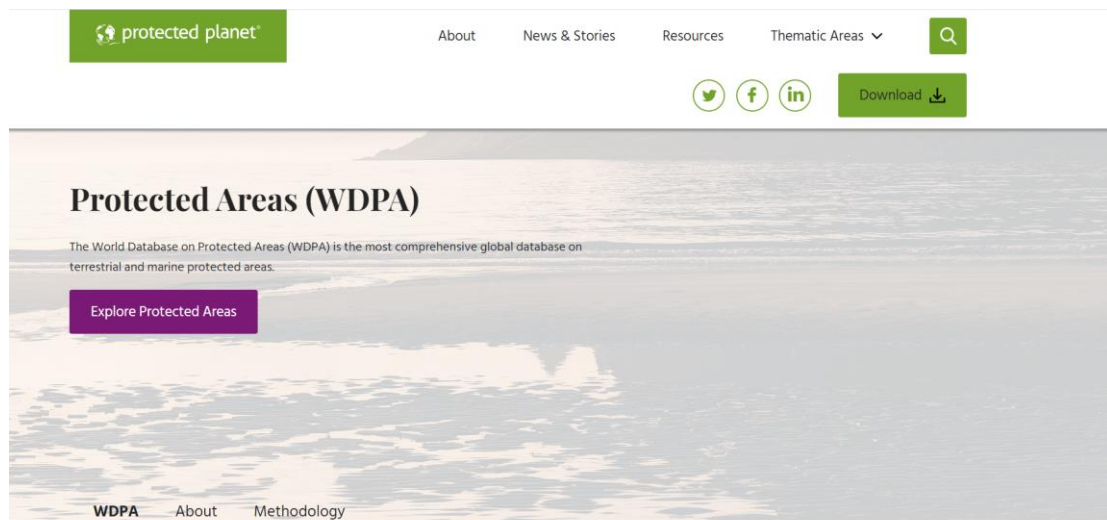 protected planet®
About News & Stories Resources Thematic Areas
Download
Protected Areas (WDPA)
The World Database on Protected Areas (WDPA) is the most comprehensive global database on
terrestrial and marine protected areas.
Explore Protected Areas
WDPA About Methodology